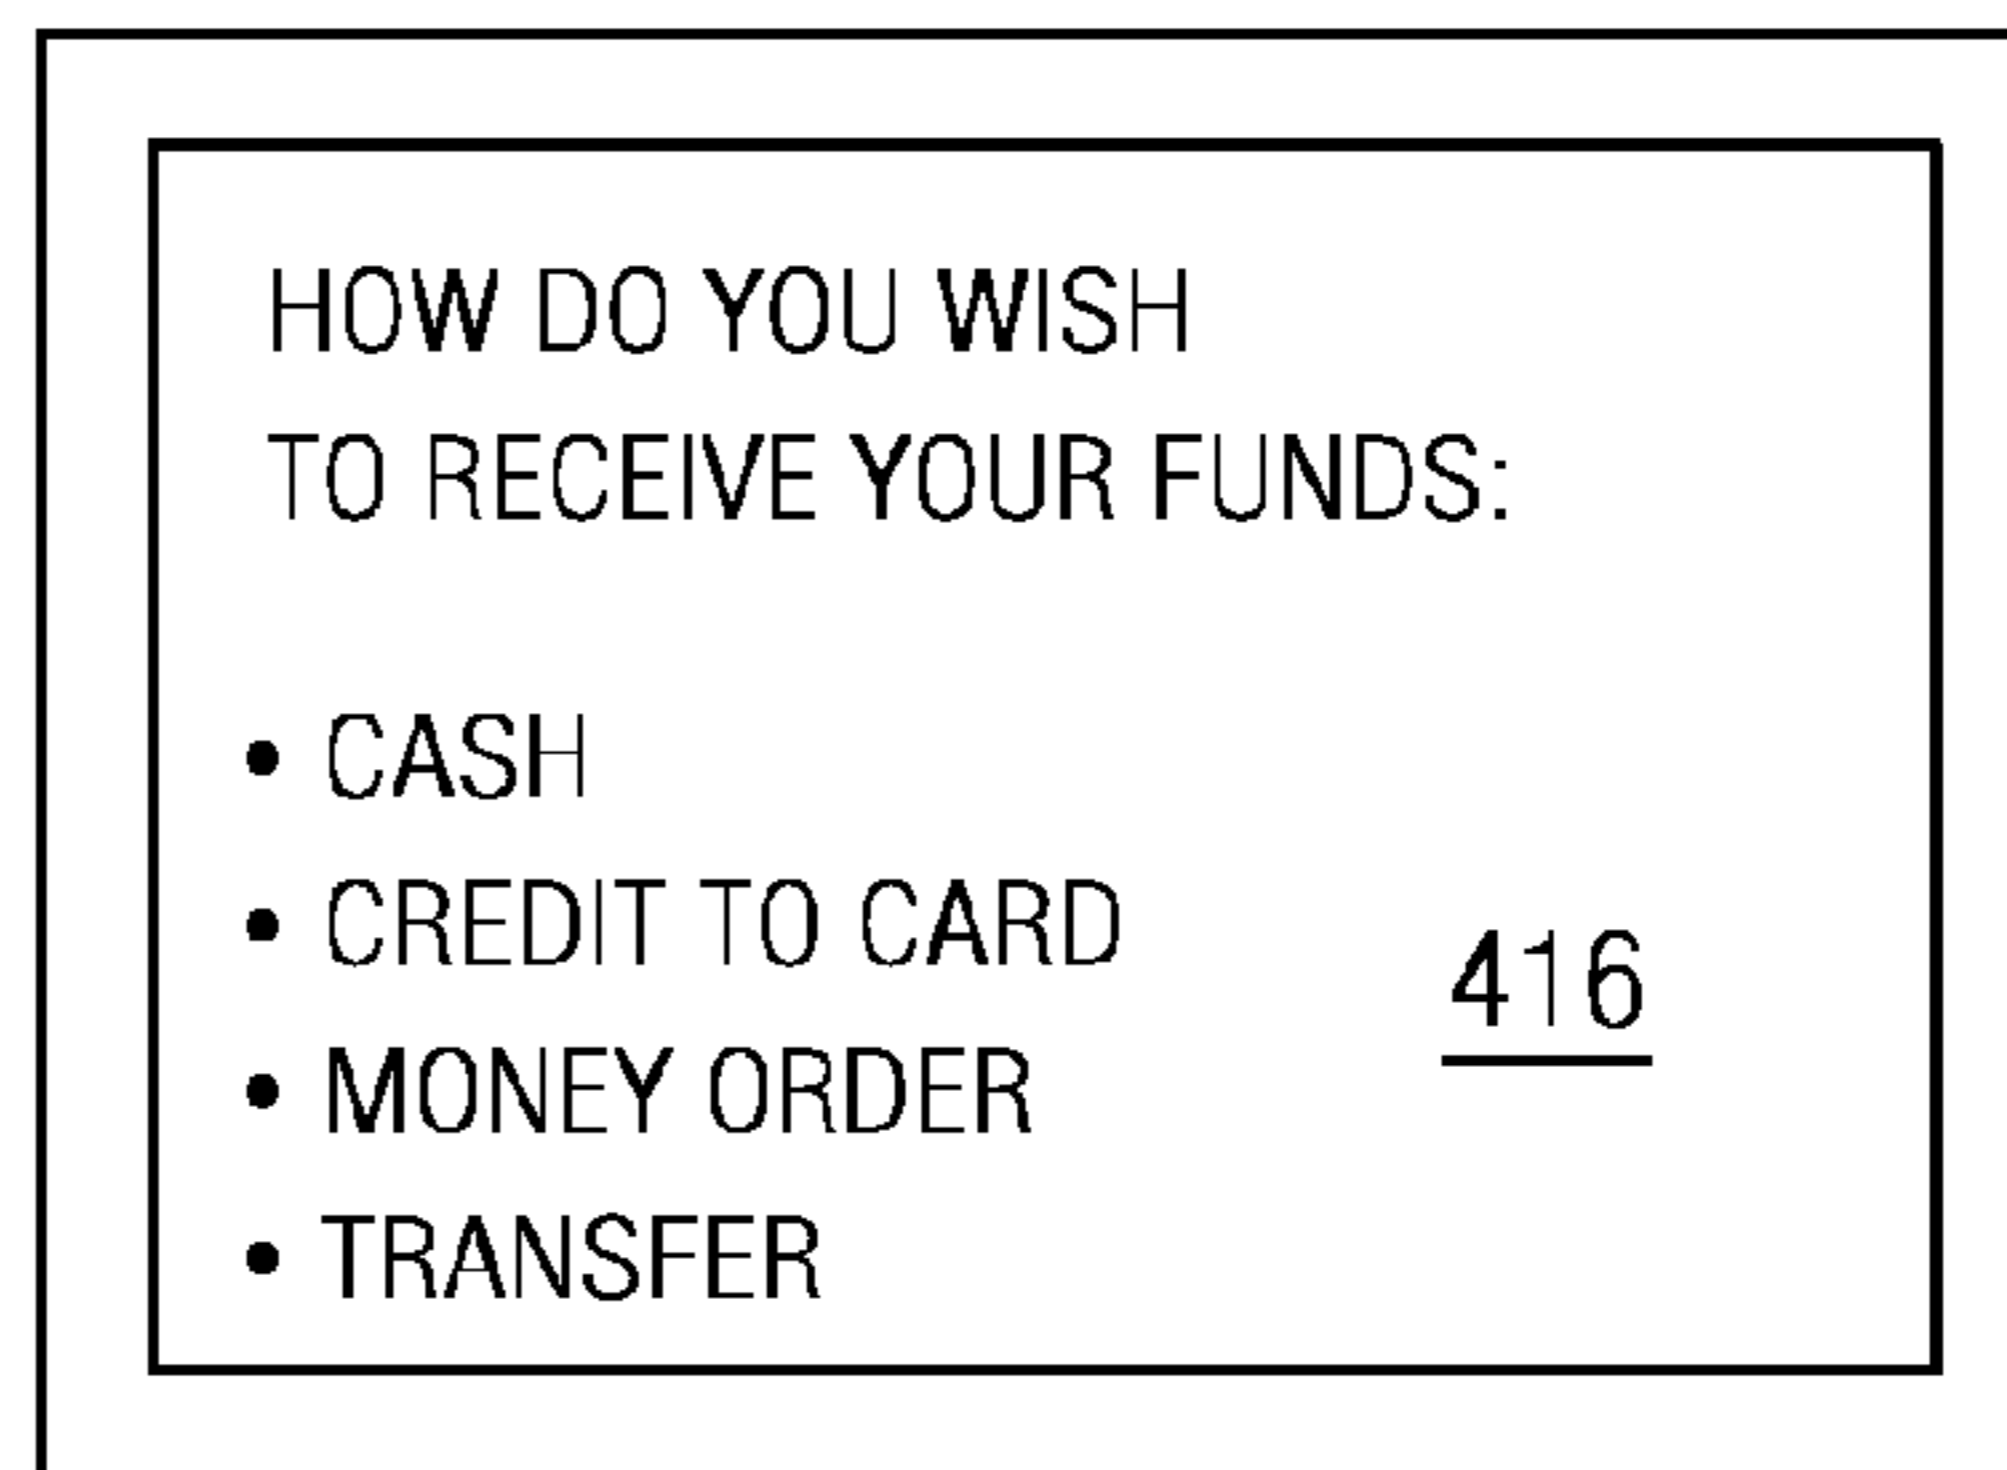 HOW DO YOU WISH
TO RECEIVE YOUR FUNDS:
• CASH
• CREDIT TO CARD
416
• MONEY ORDER
• TRANSFER